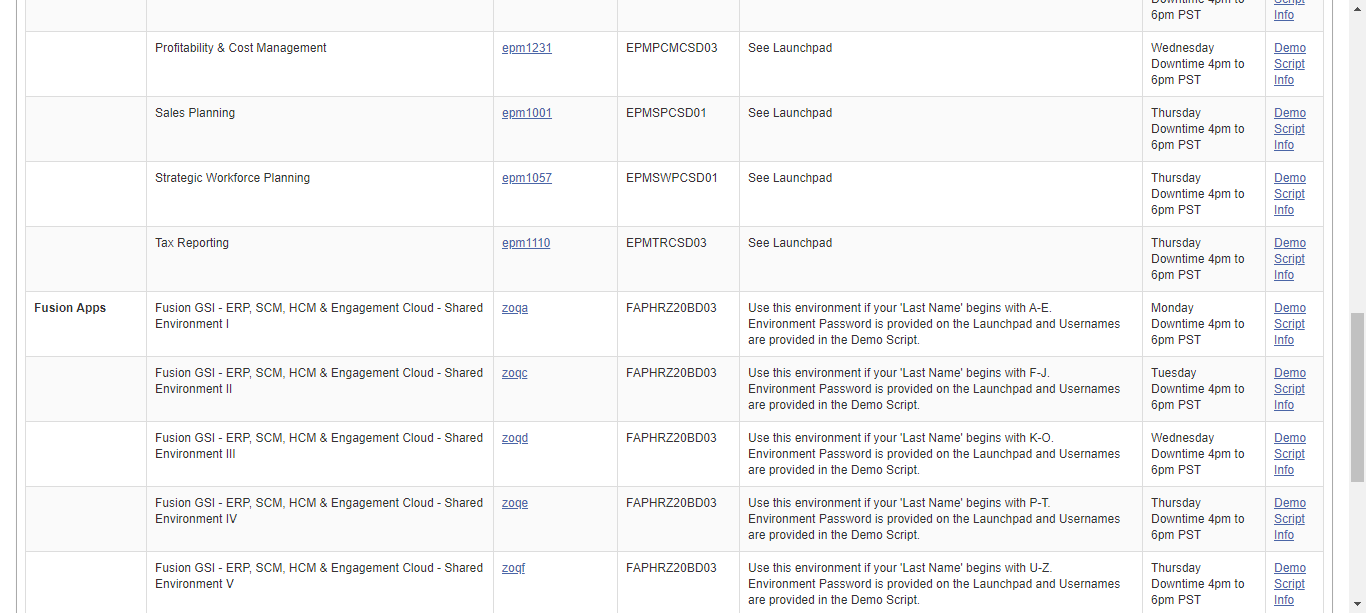 Downtime 4pm to Script
6pm PST Info
Profitability & Cost Management epm1231 EPMPCMCSD03 See Launchpad Wednesday Demo
Downtime 4pm to Script
6pm PST Info
Sales Planning epm1001 EPMSPCSD01 See Launchpad Thursday Demo
Downtime 4pm to Script
6pm PST Info
Strategic Workforce Planning epm1057 EPMSWPCSD01 See Launchpad Thursday Demo
Downtime 4pm to Script
6pm PST Info
Tax Reporting epm1110 EPMTRCSD03 See Launchpad Thursday Demo
Downtime 4pm to Script
6pm PST Info
Fusion Apps Fusion GSI - ERP, SCM, HCM & Engagement Cloud - Shared zoqa FAPHRZ20BD03 Use this environment if your 'Last Name' begins with A-E. Monday Demo
Environment I Environment Password is provided on the Launchpad and Usernames Downtime 4pm to Script
are provided in the Demo Script. 6pm PST Info
Fusion GSI - ERP, SCM, HCM & Engagement Cloud - Shared zoqc FAPHRZ20BD03 Use this environment if your 'Last Name' begins with F-J. Tuesday Demo
Environment II Environment Password is provided on the Launchpad and Usernames Downtime 4pm to Script
are provided in the Demo Script. 6pm PST Info
Fusion GSI - ERP, SCM, HCM & Engagement Cloud - Shared zoqd FAPHRZ20BD03 Use this environment if your 'Last Name' begins with K-O. Wednesday Demo
Environment III Environment Password is provided on the Launchpad and Usernames Downtime 4pm to Script
are provided in the Demo Script. 6pm PST Info
Fusion GSI - ERP, SCM, HCM & Engagement Cloud - Shared zoqe FAPHRZ20BD03 Use this environment if your 'Last Name' begins with P-T. Thursday Demo
Environment IV Environment Password is provided on the Launchpad and Usernames Downtime 4pm to Script
are provided in the Demo Script. 6pm PST Info
Fusion GSI - ERP, SCM, HCM & Engagement Cloud - Shared zoqf FAPHRZ20BD03 Use this environment if your 'Last Name' begins with U-Z. Thursday Demo
Environment V Environment Password is provided on the Launchpad and Usernames Downtime 4pm to Script
are provided in the Demo Script. 6pm PST Info